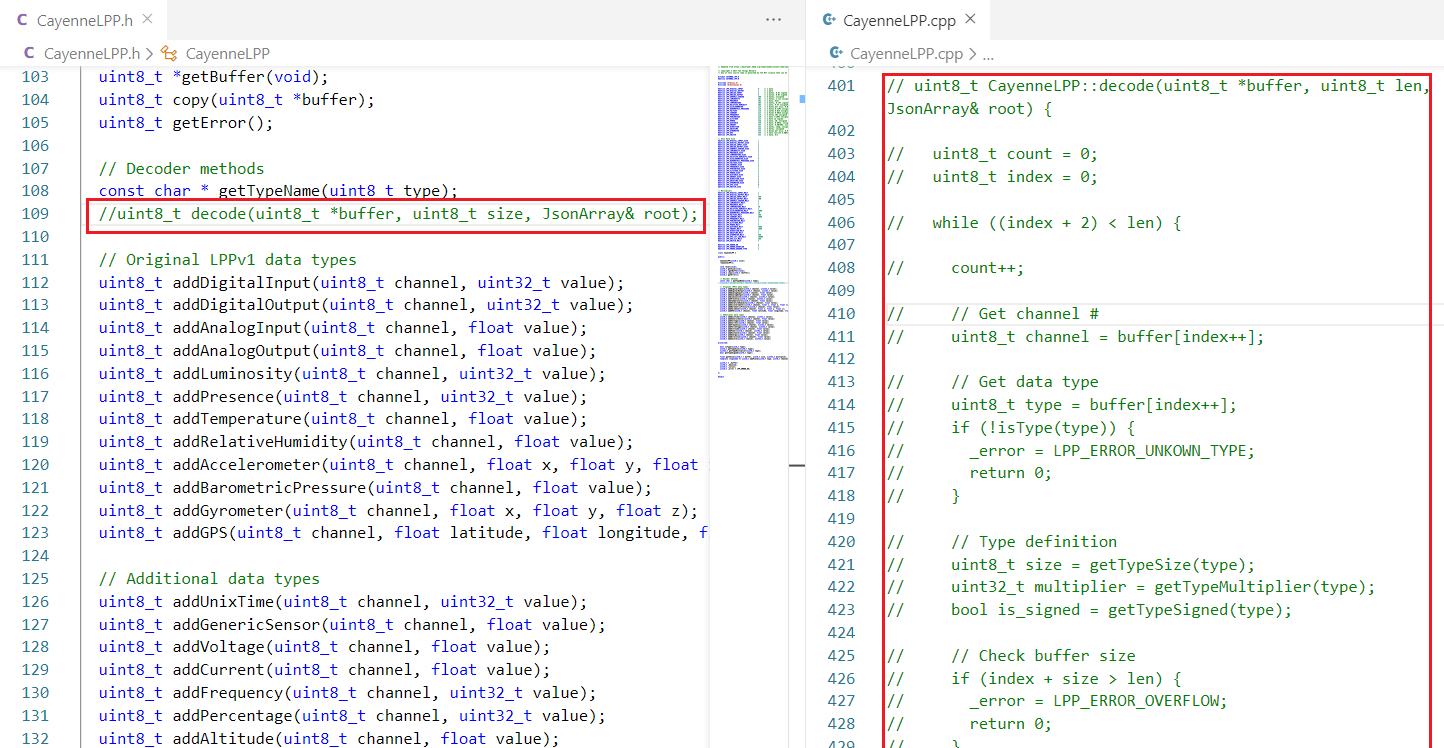 C CayenneLPP.h ×
...
C CayenneLPP.h > CayenneLPP
103 uint8_t *getBuffer(void);
104 uint8_t copy(uint8_t *buffer);
105 uint8_t getError();
106
107 // Decoder methods
108 const char * getTypeName(uint8_t type);
109 //uint8_t decode(uint8_t *buffer, uint8_t size, JsonArray& root);
110
111 // Original LPPv1 data types
112 uint8_t addDigitalInput(uint8_t channel, uint32_t value);
113 uint8_t addDigitalOutput(uint8_t channel, uint32_t value);
114 uint8_t addAnalogInput(uint8_t channel, float value);
115 uint8_t addAnalogOutput(uint8_t channel, float value);
116 uint8_t addLuminosity(uint8_t channel, uint32_t value);
117 uint8_t addPresence(uint8_t channel, uint32_t value);
118 uint8_t addTemperature(uint8_t channel, float value);
119 uint8_t addRelativeHumidity(uint8_t channel, float value);
120 uint8_t addAccelerometer(uint8_t channel, float x, float y, float
121 uint8_t addBarometricPressure(uint8_t channel, float value);
122 uint8_t addGyrometer(uint8_t channel, float x, float y, float z);
123 uint8_t addGPS(uint8_t channel, float latitude, float longitude, f
124
125 // Additional data types
126 uint8_t addUnixTime(uint8_t channel, uint32_t value);
127 uint8_t addGenericSensor(uint8_t channel, float value);
128 uint8_t addVoltage(uint8_t channel, float value);
129 uint8_t addCurrent(uint8_t channel, float value);
130 uint8_t addFrequency(uint8_t channel, uint32_t value);
131 uint8_t addPercentage(uint8_t channel, uint32_t value);
132 uint8_t addAltitude(uint8_t channel, float value);
CayenneLPP.cpp ×
CayenneLPP.cpp > ...
401 // uint8_t CayenneLPP::decode(uint8_t *buffer, uint8_t len,
JsonArray& root) {
402
403 //   uint8_t count = 0;
404 //   uint8_t index = 0;
405
406 //   while ((index + 2) < len) {
407
408 //     count++;
409
410 //     // Get channel #
411 //     uint8_t channel = buffer[index++];
412
413 //     // Get data type
414 //     uint8_t type = buffer[index++];
415 //     if (!isType(type)) {
416 //       _error = LPP_ERROR_UNKOWN_TYPE;
417 //       return 0;
418 //     }
419
420 //     // Type definition
421 //     uint8_t size = getTypeSize(type);
422 //     uint32_t multiplier = getTypeMultiplier(type);
423 //     bool is_signed = getTypeSigned(type);
424
425 //     // Check buffer size
426 //     if (index + size > len) {
427 //       _error = LPP_ERROR_OVERFLOW;
428 //       return 0;
429 //     }